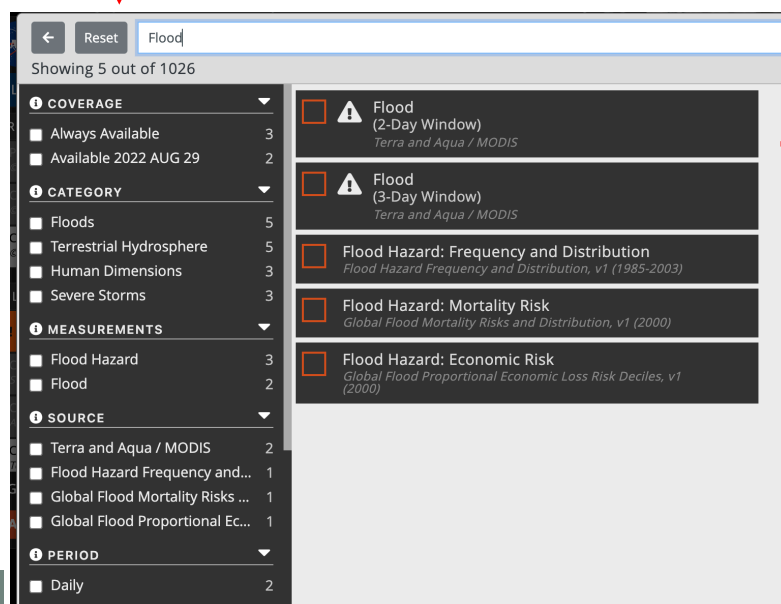 Reset
Flood
Showing 5 out of 1026
COVERAGE
Always Available 3
Available 2022 AUG 29 2
CATEGORY
Floods 5
Terrestrial Hydrosphere 5
Human Dimensions 3
Severe Storms 3
MEASUREMENTS
Flood Hazard 3
Flood 2
SOURCE
Terra and Aqua / MODIS 2
Flood Hazard Frequency and... 1
Global Flood Mortality Risks ... 1
Global Flood Proportional Ec... 1
PERIOD
Daily 2
Flood
(2-Day Window)
Terra and Aqua / MODIS
Flood
(3-Day Window)
Terra and Aqua / MODIS
Flood Hazard: Frequency and Distribution
Flood Hazard Frequency and Distribution, v1 (1985-2003)
Flood Hazard: Mortality Risk
Global Flood Mortality Risks and Distribution, v1 (2000)
Flood Hazard: Economic Risk
Global Flood Proportional Economic Loss Risk Deciles, v1
(2000)